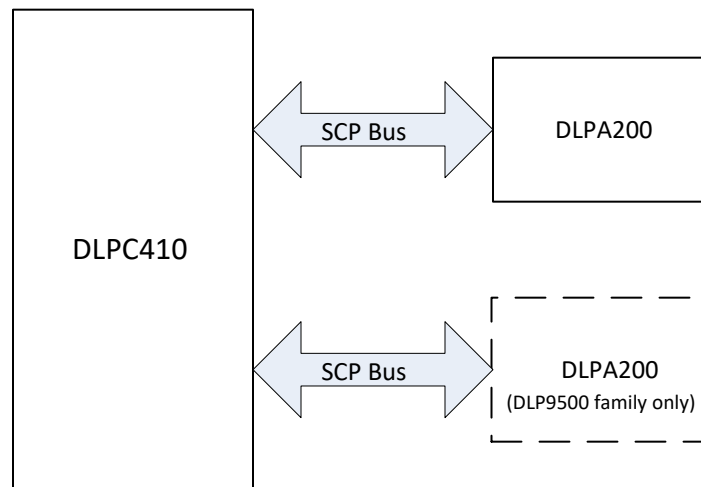 DLPC410
SCP Bus
DLPA200
SCP Bus
DLPA200
(DLP9500 family only)